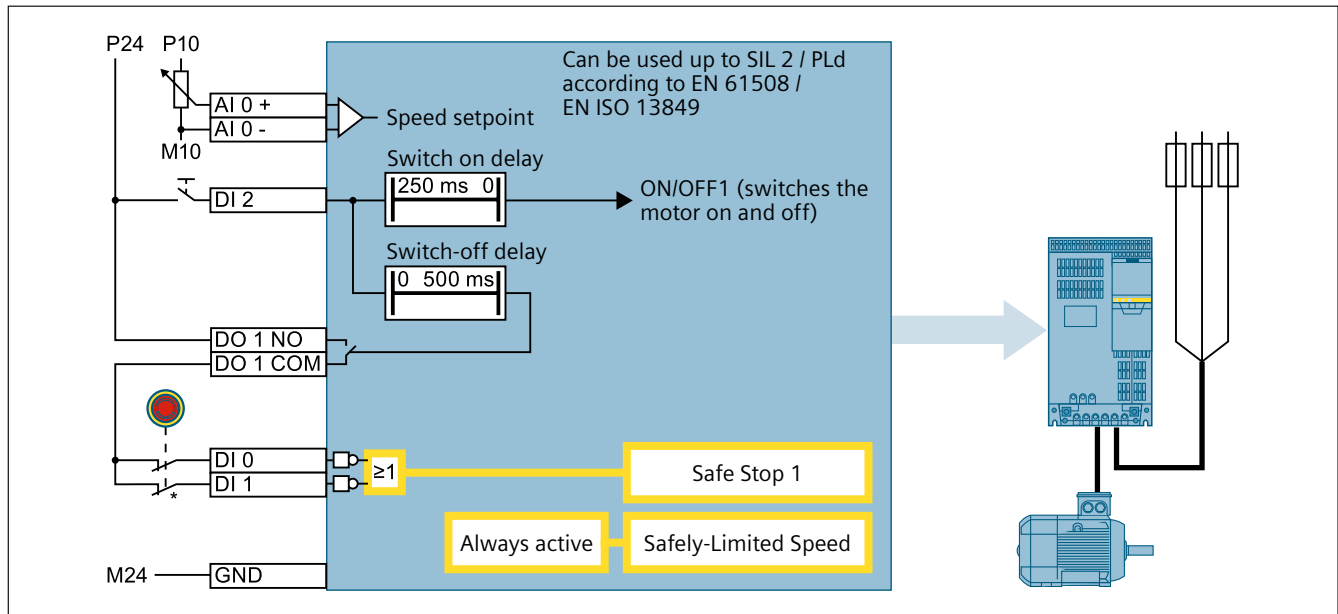 P24 P10
Can be used up to SIL 2 / PLd
according to EN 61508 /
EN ISO 13849
AI 0 +
AI 0 -
Speed setpoint
M10
Switch on delay
250 ms 0
DI 2
ON/OFF1 (switches the
motor on and off)
Switch-off delay
0 500 ms
DO 1 NO
DO 1 COM
DI 0
DI 1
*
≥1
Safe Stop 1
Always active
Safely-Limited Speed
M24
GND